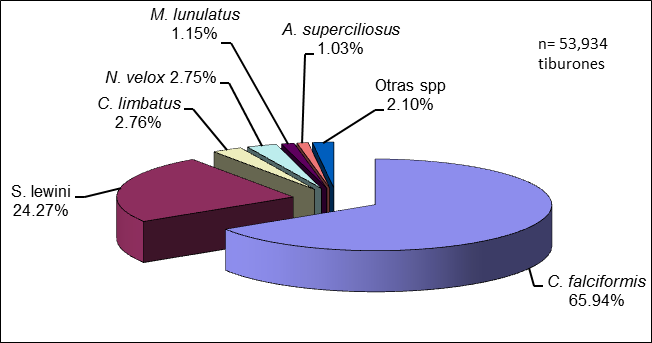 M. lunulatus
1.15%
A. superciliosus
1.03%
n= 53,934
tiburones
N. velox 2.75%
C. limbatus
2.76%
Otras spp
2.10%
S. lewini
24.27%
C. falciformis
65.94%